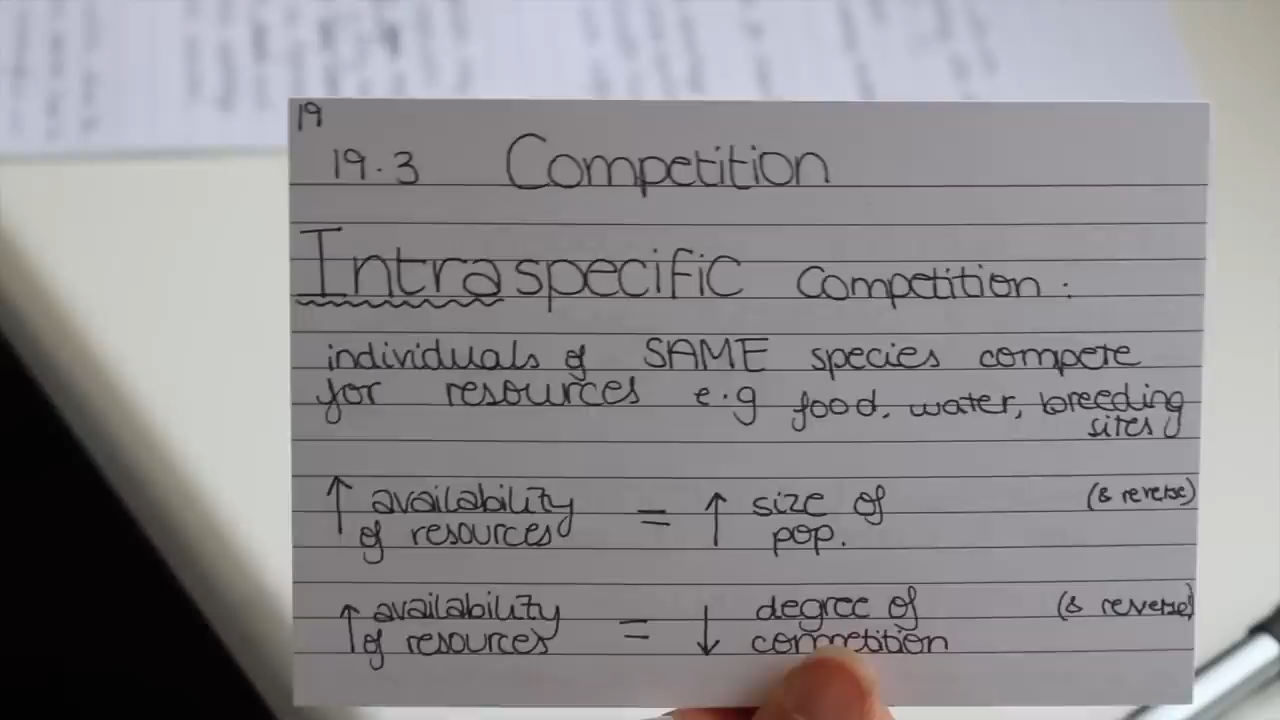 19
19.3 Competition
Intraspecific competition:
individuals of SAME species compete
for resources e.g food, water, breeding
sites
↑ availability = ↑ size of (& reverse)
of resources pop.
↑ availability = ↓ degree of (& reverse)
of resources competition